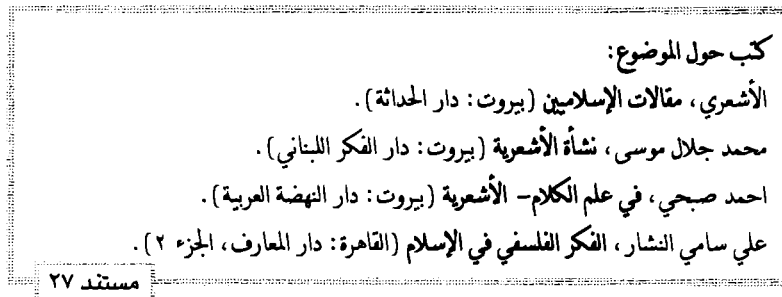 كتب حول الموضوع:
الأشعري، مقالات الإسلاميين (بيروت: دار الحداثة).
محمد جلال موسى، نشأة الأشعرية (بيروت: دار الفكر اللبناني).
احمد صبحي، في علم الكلام- الأشعرية (بيروت: دار النهضة العربية).
علي سامي النشار، الفكر الفلسفي في الإسلام (القاهرة: دار المعارف، الجزء ٢).
مستند ٢٧